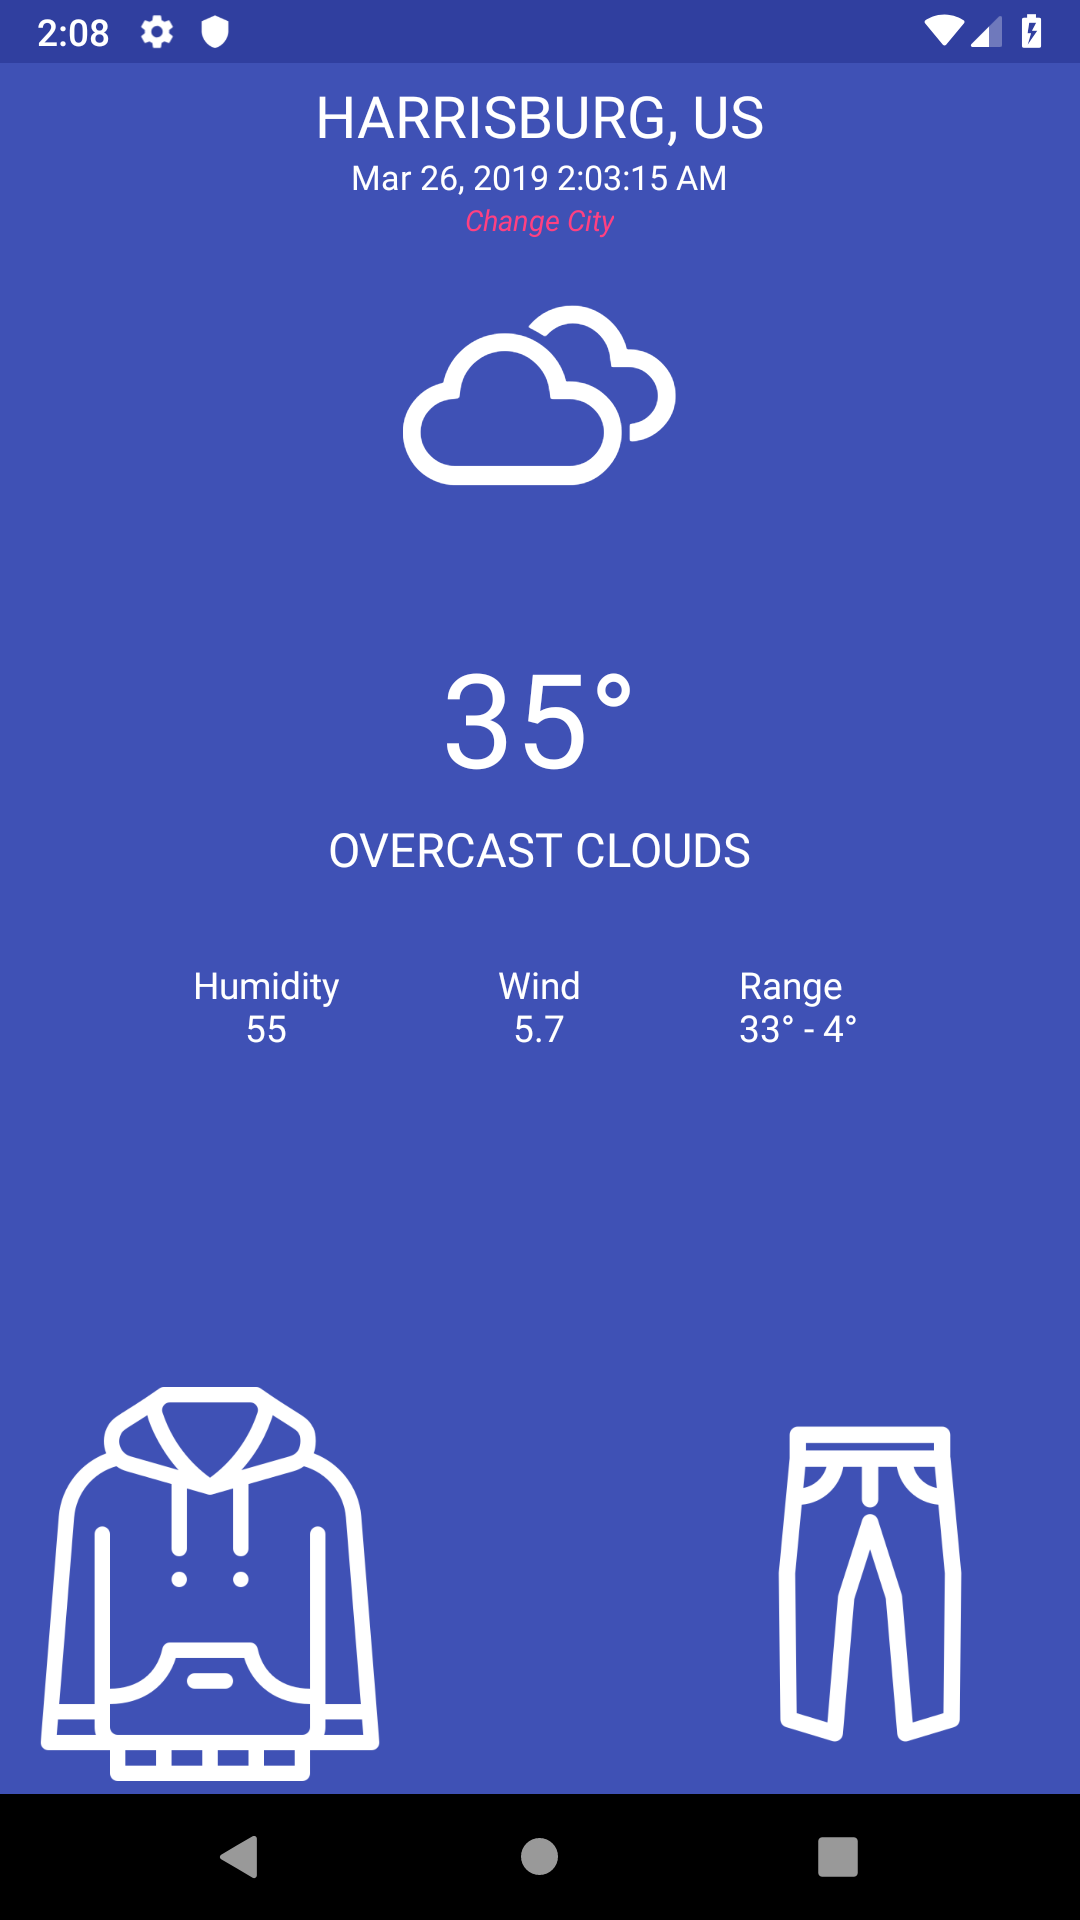 2:08
HARRISBURG, US
Mar 26, 2019 2:03:15 AM
Change City
35°
OVERCAST CLOUDS
Humidity Wind Range
55 5.7 33° - 4°